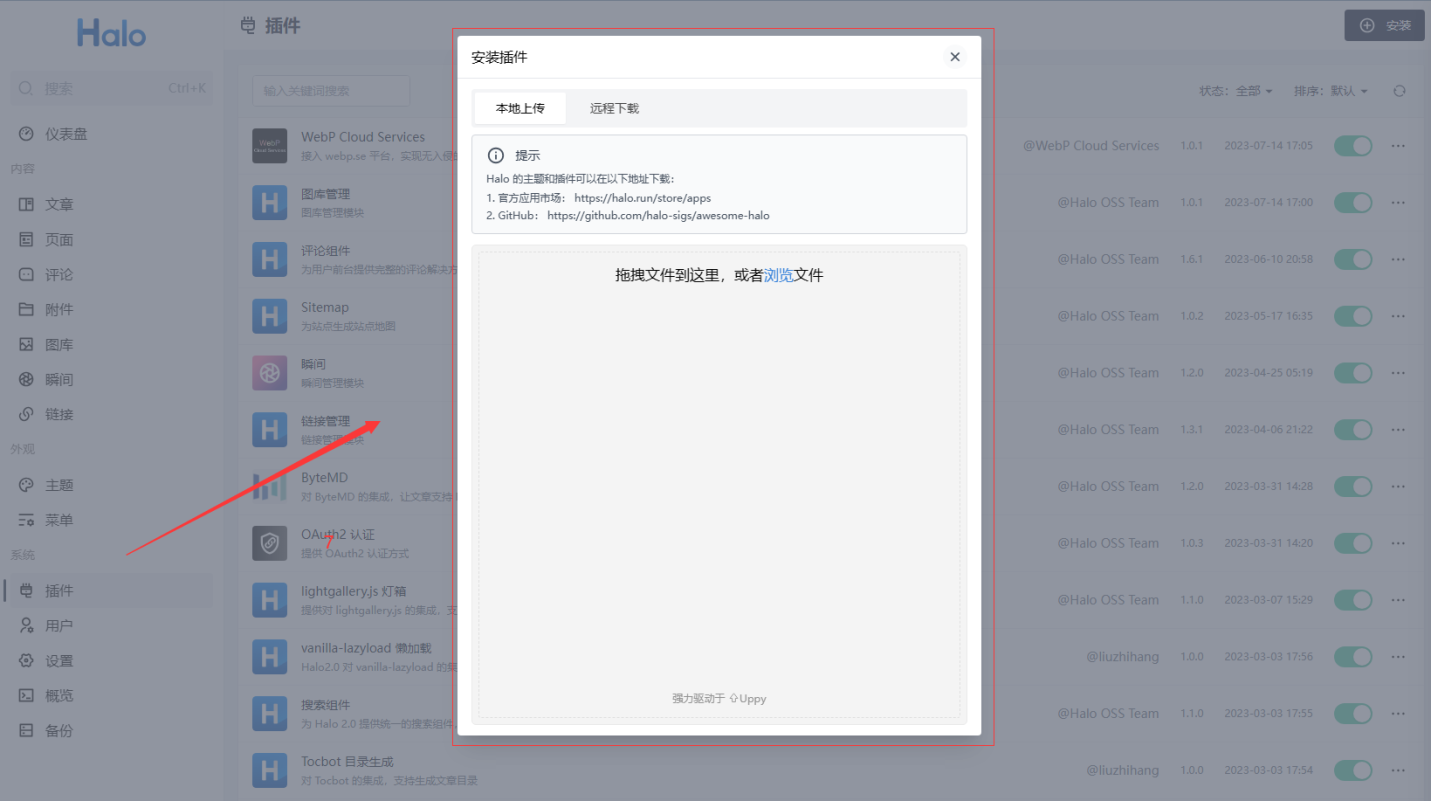 Halo
搜索 Ctrl+K
仪表盘
内容
文章
页面
评论
附件
图库
瞬间
链接
外观
主题
菜单
系统
插件
用户
设置
概览
备份
插件
安装
输入关键词搜索
状态：全部 排序：默认
WebP Cloud Services
WebP Cloud Services
接入 webp.se 平台，实现无入侵的
@WebP Cloud Services 1.0.1 2023-07-14 17:05
图库管理
图库管理模块
@Halo OSS Team 1.0.1 2023-07-14 17:00
评论组件
为用户前台提供完整的评论解决方
@Halo OSS Team 1.6.1 2023-06-10 20:58
Sitemap
为站点生成站点地图
@Halo OSS Team 1.0.2 2023-05-17 16:35
瞬间
瞬间管理模块
@Halo OSS Team 1.2.0 2023-04-25 05:19
链接管理
链接管理模块
@Halo OSS Team 1.3.1 2023-04-06 21:22
ByteMD
对 ByteMD 的集成，让文章支持
@Halo OSS Team 1.2.0 2023-03-31 14:28
OAuth2 认证
提供 OAuth2 认证方式
7
@Halo OSS Team 1.0.3 2023-03-31 14:20
lightgallery.js 灯箱
提供对 lightgallery.js 的集成，支
@Halo OSS Team 1.1.0 2023-03-07 15:29
vanilla-lazyload 懒加载
Halo2.0 对 vanilla-lazyload 的集
@liuzhihang 1.0.0 2023-03-03 17:56
搜索组件
为 Halo 2.0 提供统一的搜索组件
@Halo OSS Team 1.1.0 2023-03-03 17:55
Tocbot 目录生成
对 Tocbot 的集成，支持生成文章目录
@liuzhihang 1.0.0 2023-03-03 17:54
安装插件
本地上传 远程下载
提示
Halo 的主题和插件可以在以下地址下载：
1. 官方应用市场： https://halo.run/store/apps
2. GitHub： https://github.com/halo-sigs/awesome-halo
拖拽文件到这里，或者浏览文件
强力驱动于 Uppy